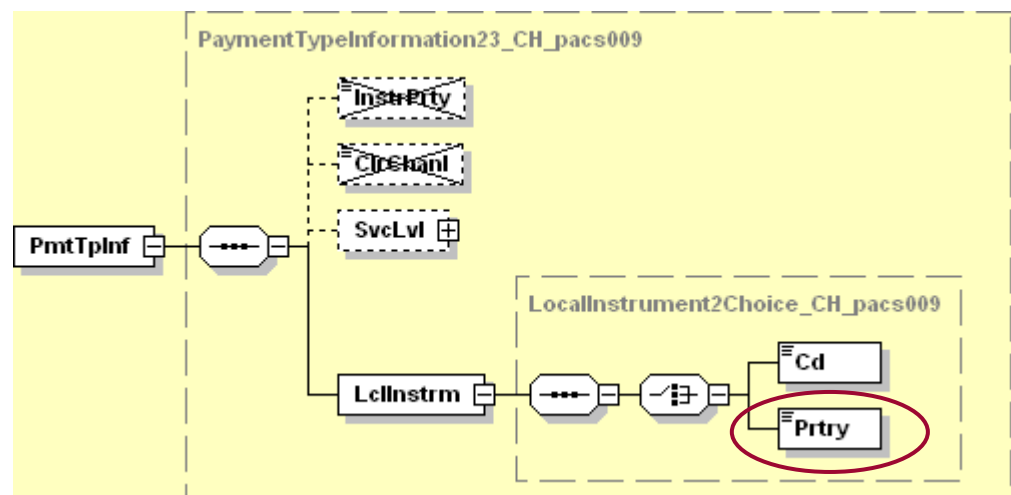 PaymentTypeInformation23_CH_pacs009
InstrPrty
ClrChanl
SvcLvl
PmtTpInf
LocalInstrument2Choice_CH_pacs009
Cd
LclInstrm
Prtry